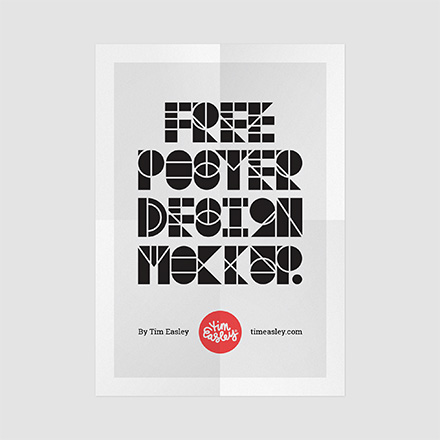 FREE
POSTER
DESIGN
MOCKUP.
By Tim Easley
Tim
Easley
timeasley.com